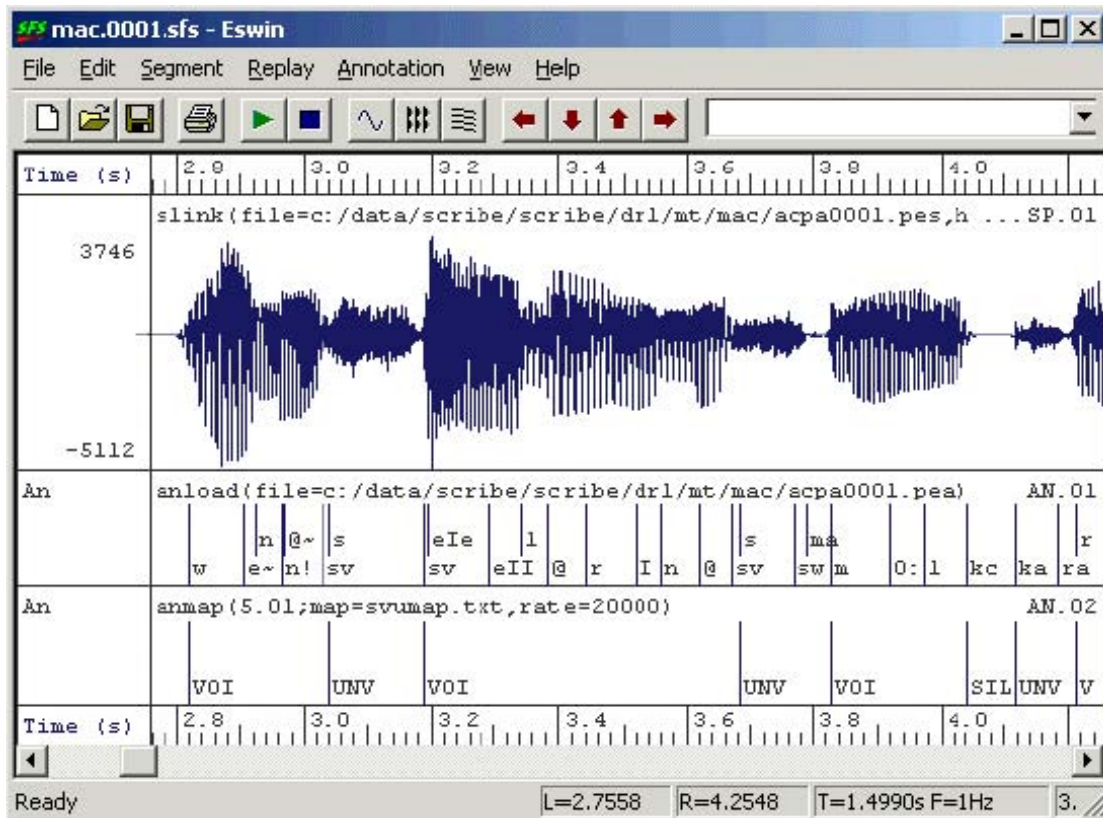 SFS mac.0001.sfs - Eswin
File Edit Segment Replay Annotation View Help
Time (s) 2.8 3.0 3.2 3.4 3.6 3.8 4.0
slink(file=c:/data/scribe/scribe/drl/mt/mac/acpa0001.pes,h ...SP.01
3746
-5112
An anload(file=c:/data/scribe/scribe/drl/mt/mac/acpa0001.pea) AN.01
n @~ s eIe l s ma r
w e~ n! sv sv eII @ r I n @ sv sw m O: l kc ka ra
An anmap(5.01;map=svumap.txt,rate=20000) AN.02
VOI UNV VOI UNV VOI SIL UNV V
Time (s) 2.8 3.0 3.2 3.4 3.6 3.8 4.0
Ready L=2.7558 R=4.2548 T=1.4990s F=1Hz 3.